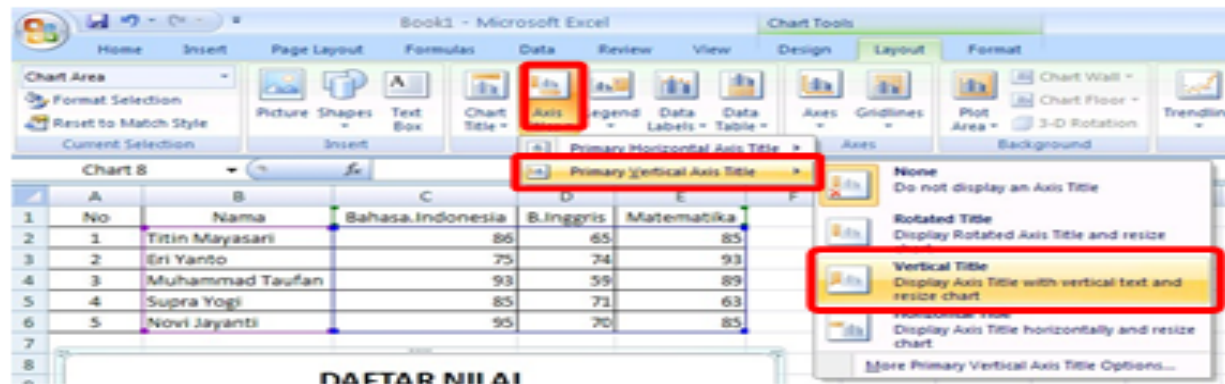 Book1 - Microsoft Excel
Chart Tools
Home Insert Page Layout Formulas Data Review View Design Layout Format
Chart Area
Format Selection
Reset to Match Style
Current Selection
Picture Shapes Text Box
Insert
Chart Title Axis Legend Data Labels Data Table
Axes Gridlines
Axes
Plot Area
Chart Wall
Chart Floor
3-D Rotation
Background
Primary Horizontal Axis Title
Primary Vertical Axis Title
None
Do not display an Axis Title
Rotated Title
Display Rotated Axis Title and resize
Vertical Title
Display Axis Title with vertical text and
resize chart
Display Axis Title horizontally and resize
chart
More Primary Vertical Axis Title Options...
Chart 8 fx
A B C D E F
1 No Nama Bahasa.Indonesia B.Inggris Matematika
2 1 Titin Mayasari 86 65 85
3 2 Eri Yanto 75 74 93
4 3 Muhammad Taufan 93 59 89
5 4 Supra Yogi 85 71 63
6 5 Novi Jayanti 95 70 85
7
8
DAFTAR NILAI